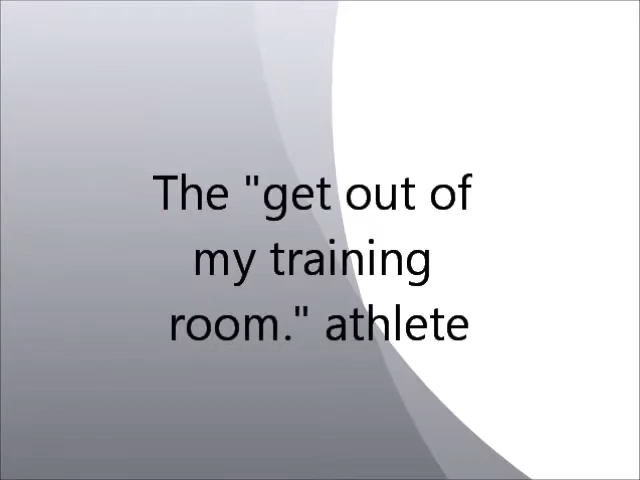 The "get out of
my training
room." athlete